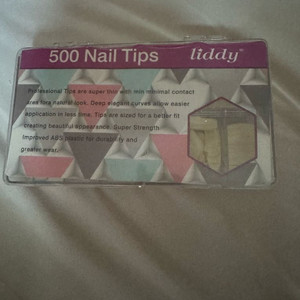 500 Nail Tips
liddy
Professional Tips are super thin with min minimal contact
area fora natural look. Deep elegant curves allow easier
application in less time. Tips are sized for a better fit
creating beautiful appearance. Super Strength
Improved ABS plastic for durability and
greater wear.